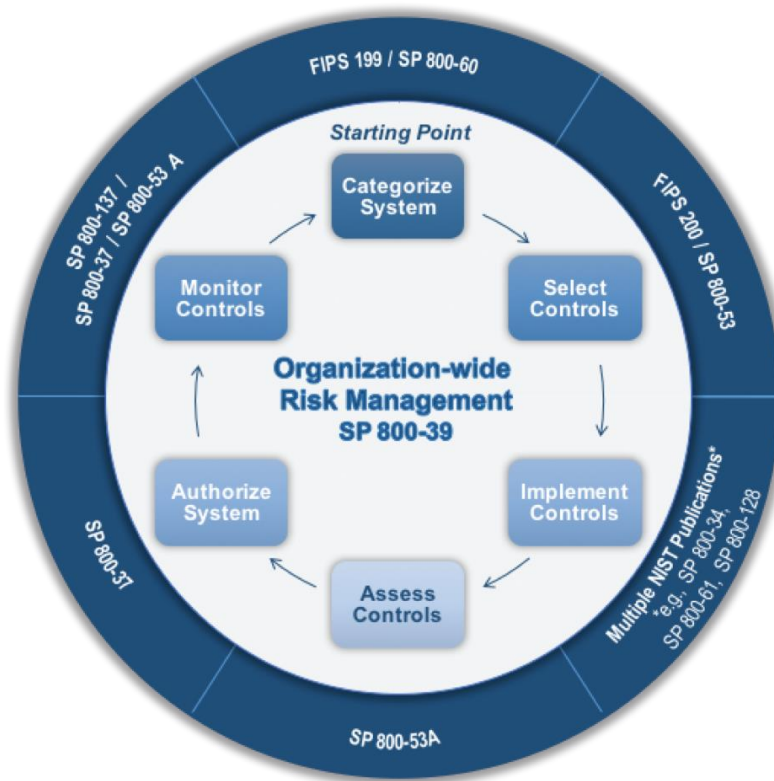 FIPS 199 / SP 800-60
Starting Point
Categorize
System
FIPS 200 / SP 800-53
Select
Controls
Multiple NIST Publications*
*e.g., SP 800-34,
SP 800-61, SP 800-128
Implement
Controls
SP 800-53A
Assess
Controls
SP 800-37
Authorize
System
SP 800-137 /
SP 800-37 / SP 800-53 A
Monitor
Controls
Organization-wide
Risk Management
SP 800-39